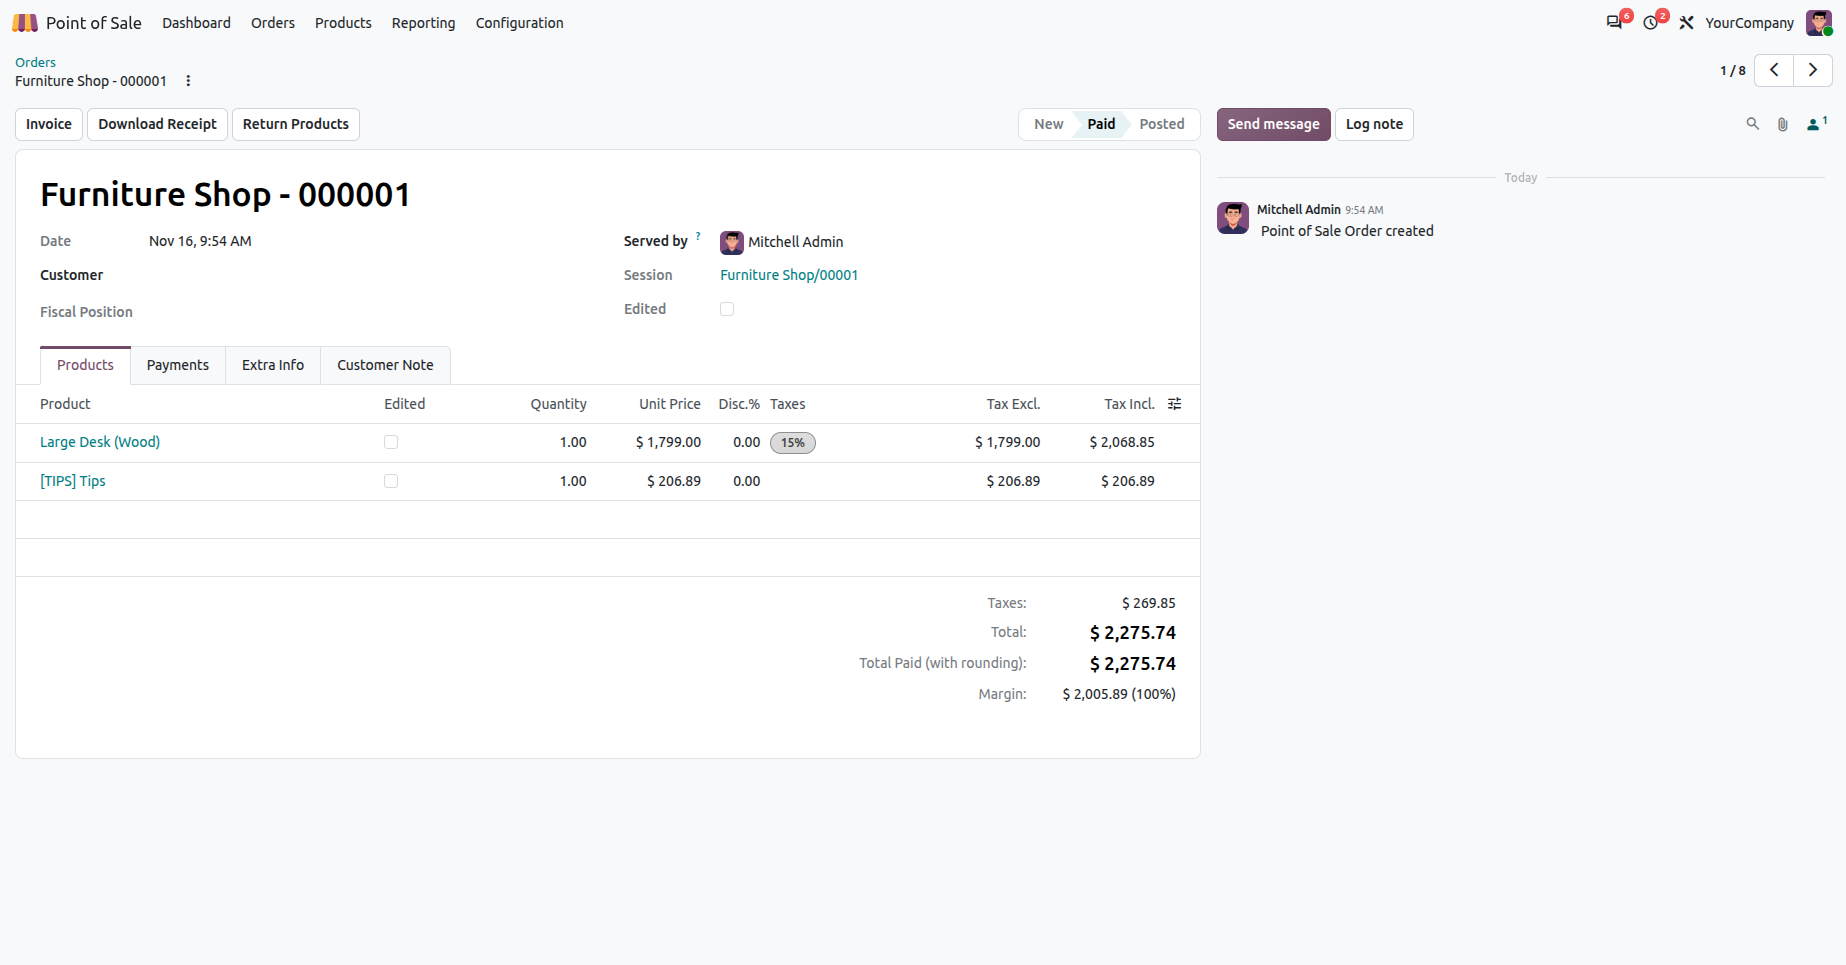 Point of Sale Dashboard Orders Products Reporting Configuration 6 2 YourCompany
Orders
Furniture Shop - 000001
1 / 8
Invoice Download Receipt Return Products New Paid Posted Send message Log note 1
Furniture Shop - 000001
Today
Mitchell Admin 9:54 AM
Point of Sale Order created
Date Nov 16, 9:54 AM Served by ? Mitchell Admin
Customer Session Furniture Shop/00001
Fiscal Position Edited
Products Payments Extra Info Customer Note
Product Edited Quantity Unit Price Disc.% Taxes Tax Excl. Tax Incl.
Large Desk (Wood) 1.00 $ 1,799.00 0.00 15% $ 1,799.00 $ 2,068.85
[TIPS] Tips 1.00 $ 206.89 0.00 $ 206.89 $ 206.89
Taxes: $ 269.85
Total: $ 2,275.74
Total Paid (with rounding): $ 2,275.74
Margin: $ 2,005.89 (100%)